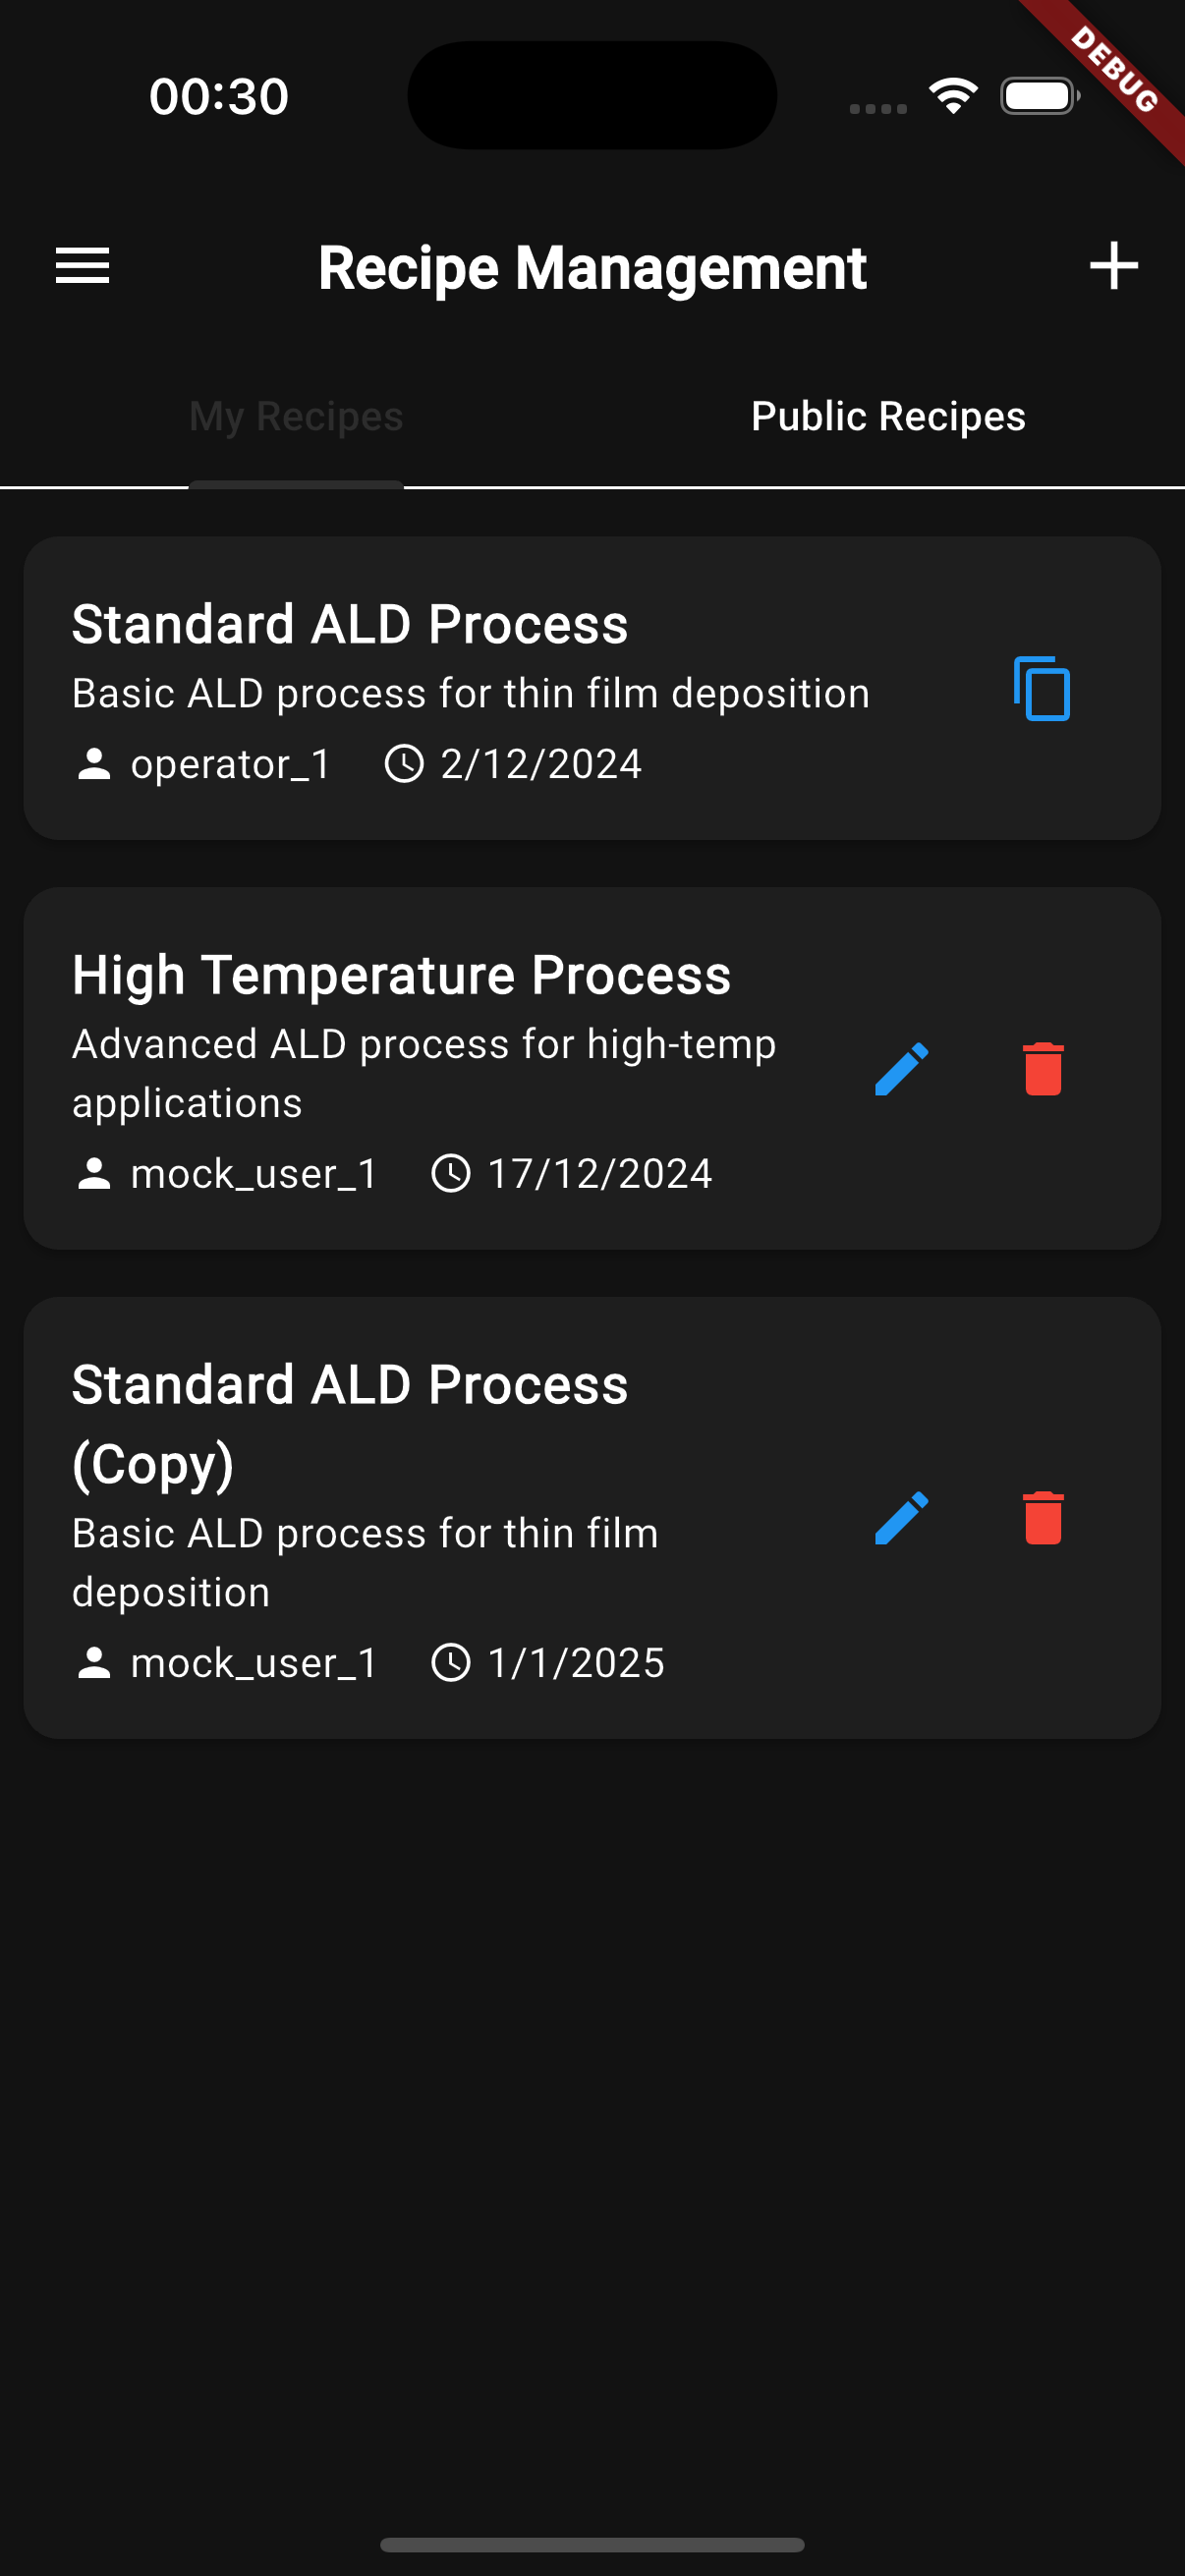 00:30
DEBUG
Recipe Management
My Recipes
Public Recipes
Standard ALD Process
Basic ALD process for thin film deposition
operator_1 2/12/2024
High Temperature Process
Advanced ALD process for high-temp
applications
mock_user_1 17/12/2024
Standard ALD Process
(Copy)
Basic ALD process for thin film
deposition
mock_user_1 1/1/2025